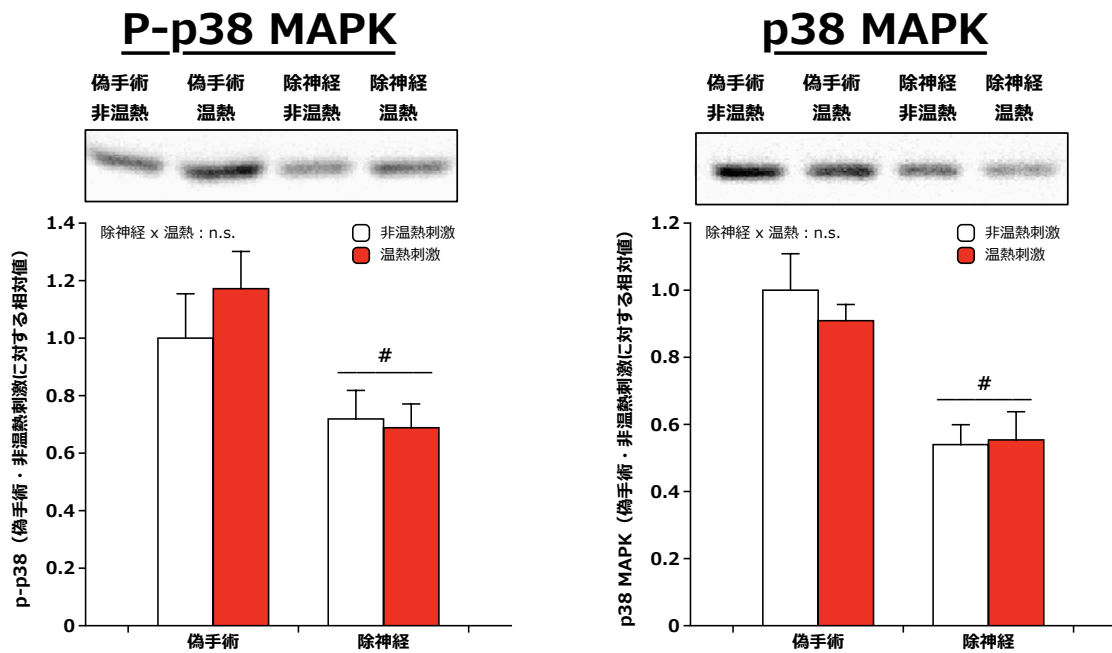 P-p38 MAPK
偽手術 偽手術 除神経 除神経
非温熱 温熱 非温熱 温熱
p-p38（偽手術・非温熱刺激に対する相対値）
除神経 x 温熱 : n.s.
非温熱刺激
温熱刺激
1.4
1.2
1.0
0.8
0.6
0.4
0.2
0
#
偽手術 除神経
p38 MAPK
偽手術 偽手術 除神経 除神経
非温熱 温熱 非温熱 温熱
p38 MAPK（偽手術・非温熱刺激に対する相対値）
除神経 x 温熱 : n.s.
非温熱刺激
温熱刺激
1.2
1.0
0.8
0.6
0.4
0.2
0
#
偽手術 除神経